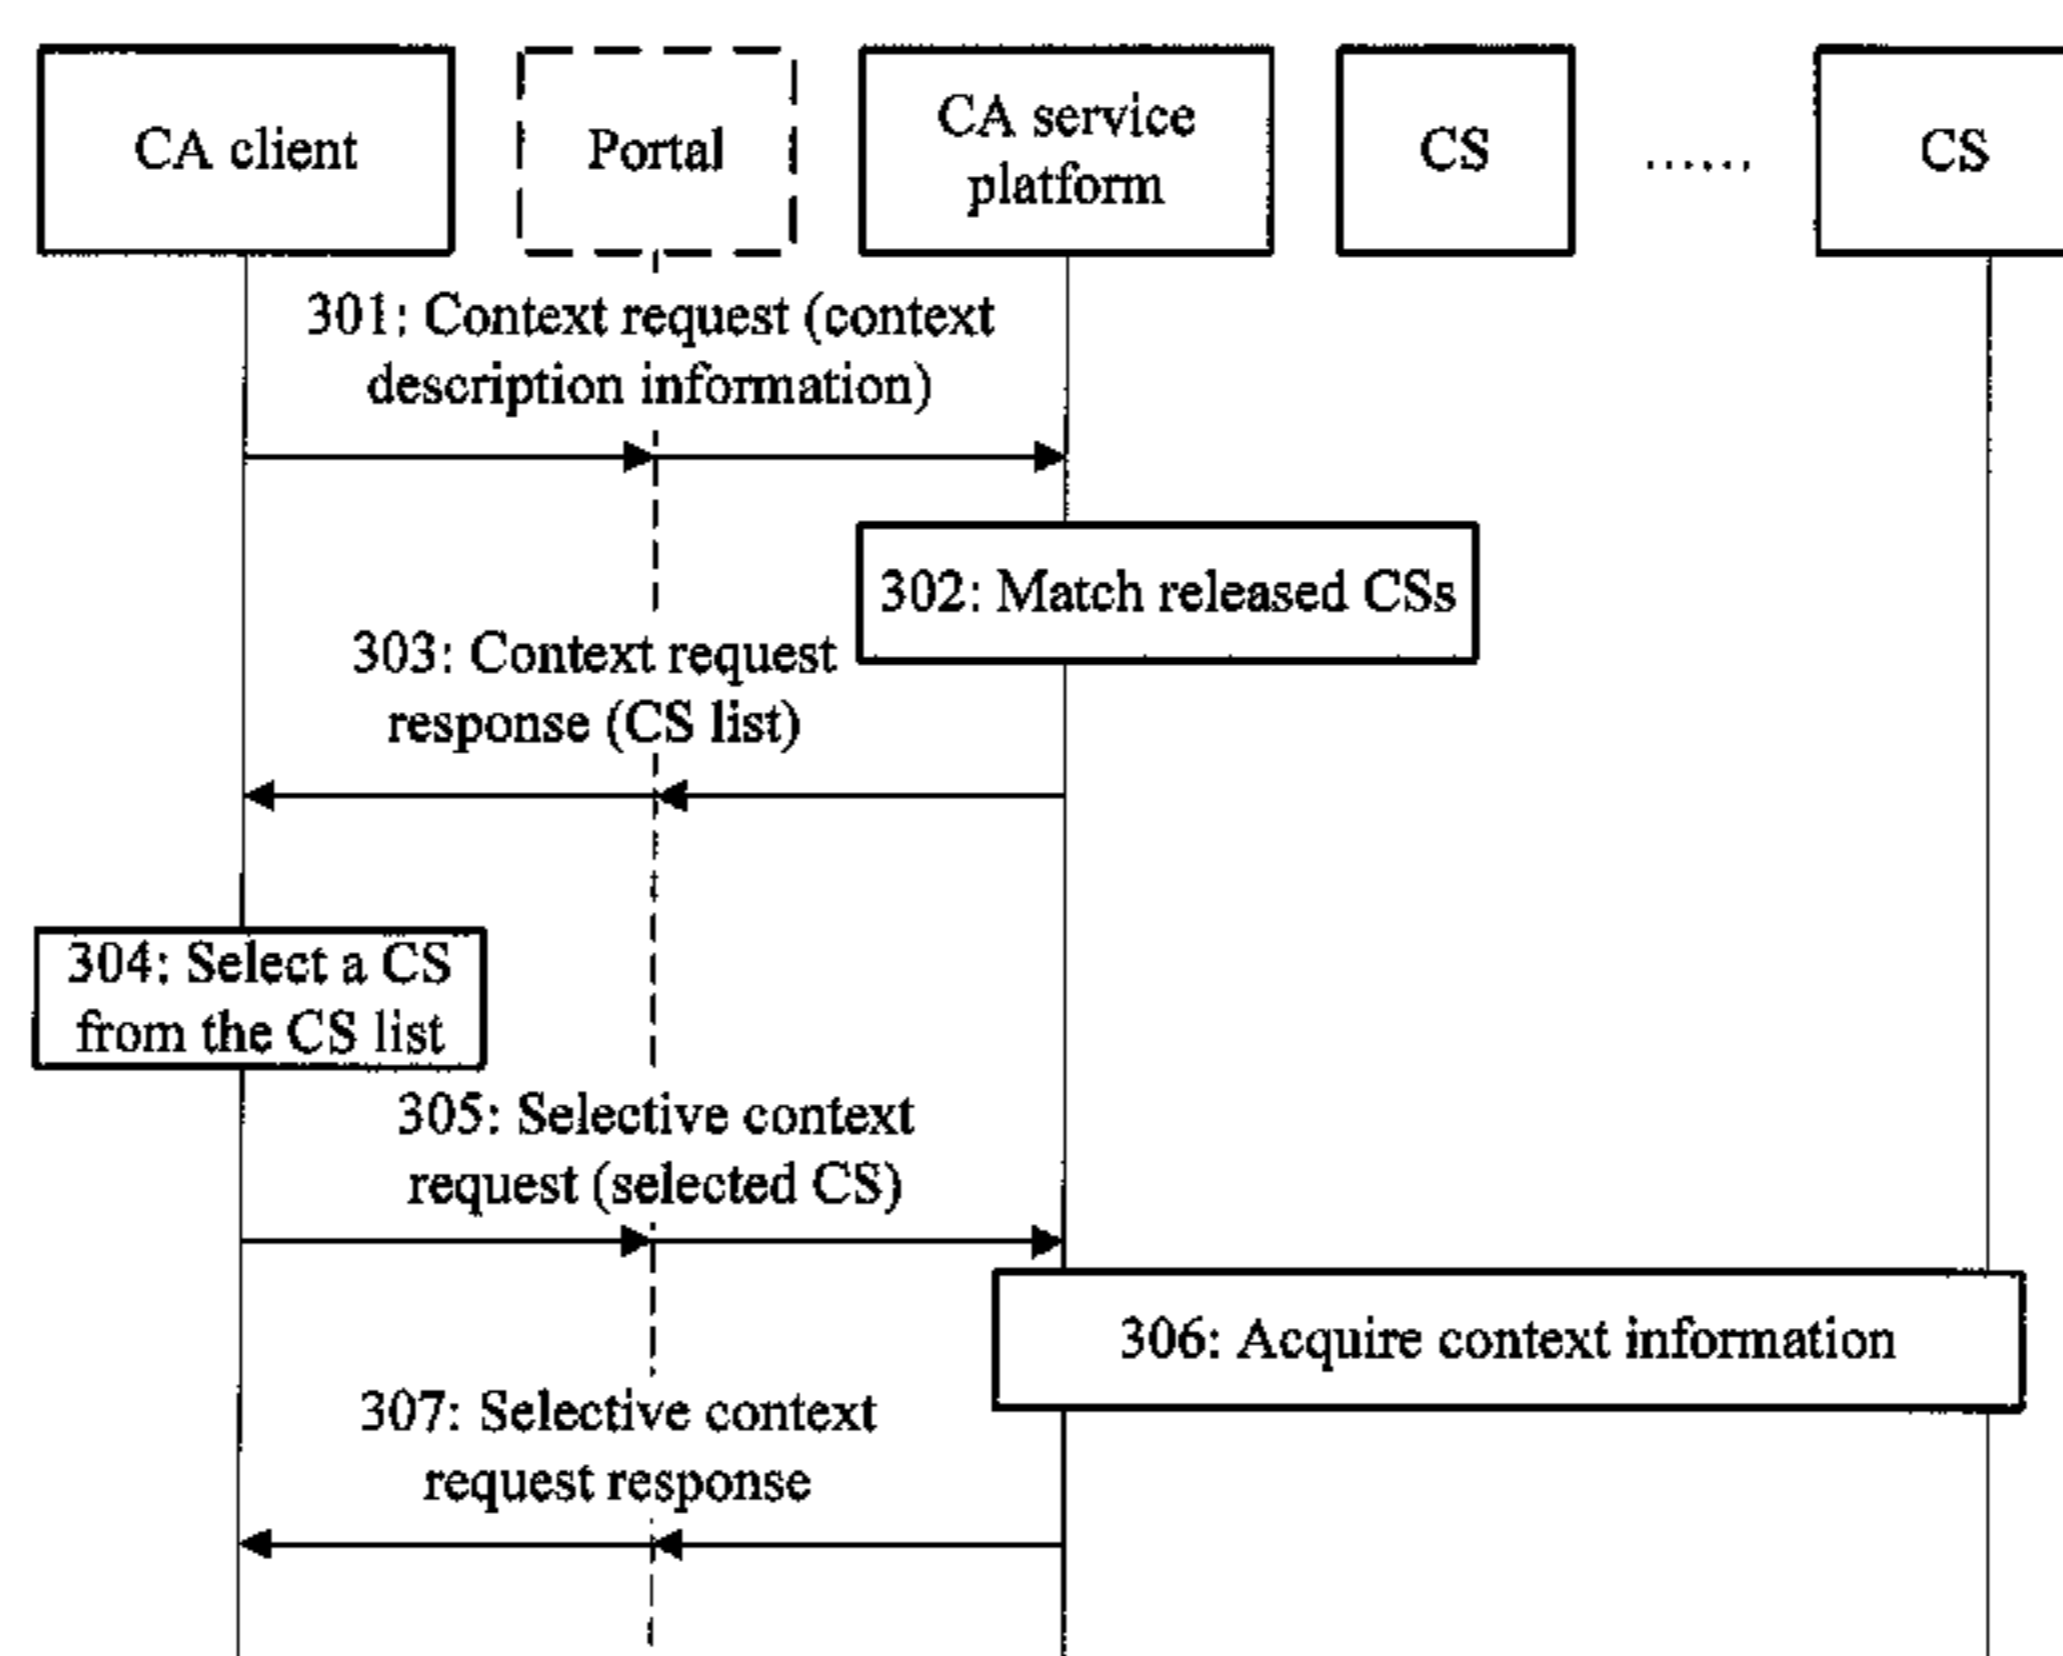 CA client
Portal
CA service
platform
CS
......
CS
301: Context request (context
description information)
302: Match released CSs
303: Context request
response (CS list)
304: Select a CS
from the CS list
305: Selective context
request (selected CS)
306: Acquire context information
307: Selective context
request response